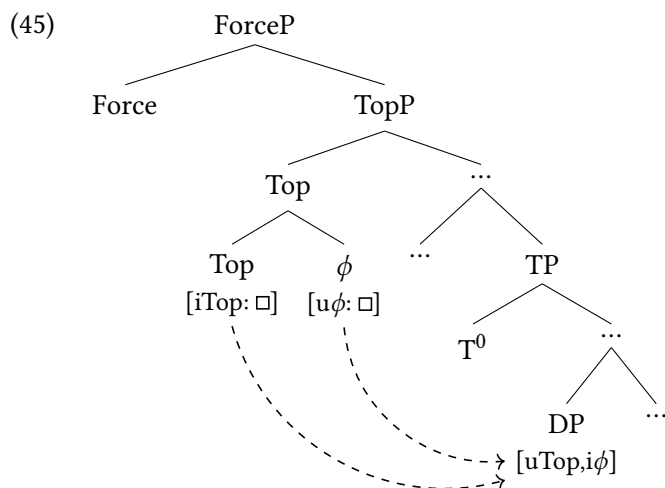 (45) ForceP
Force TopP
Top ...
Top ϕ ... TP
[iTop: □] [uϕ: □] T⁰ ...
DP ...
[uTop,iϕ]